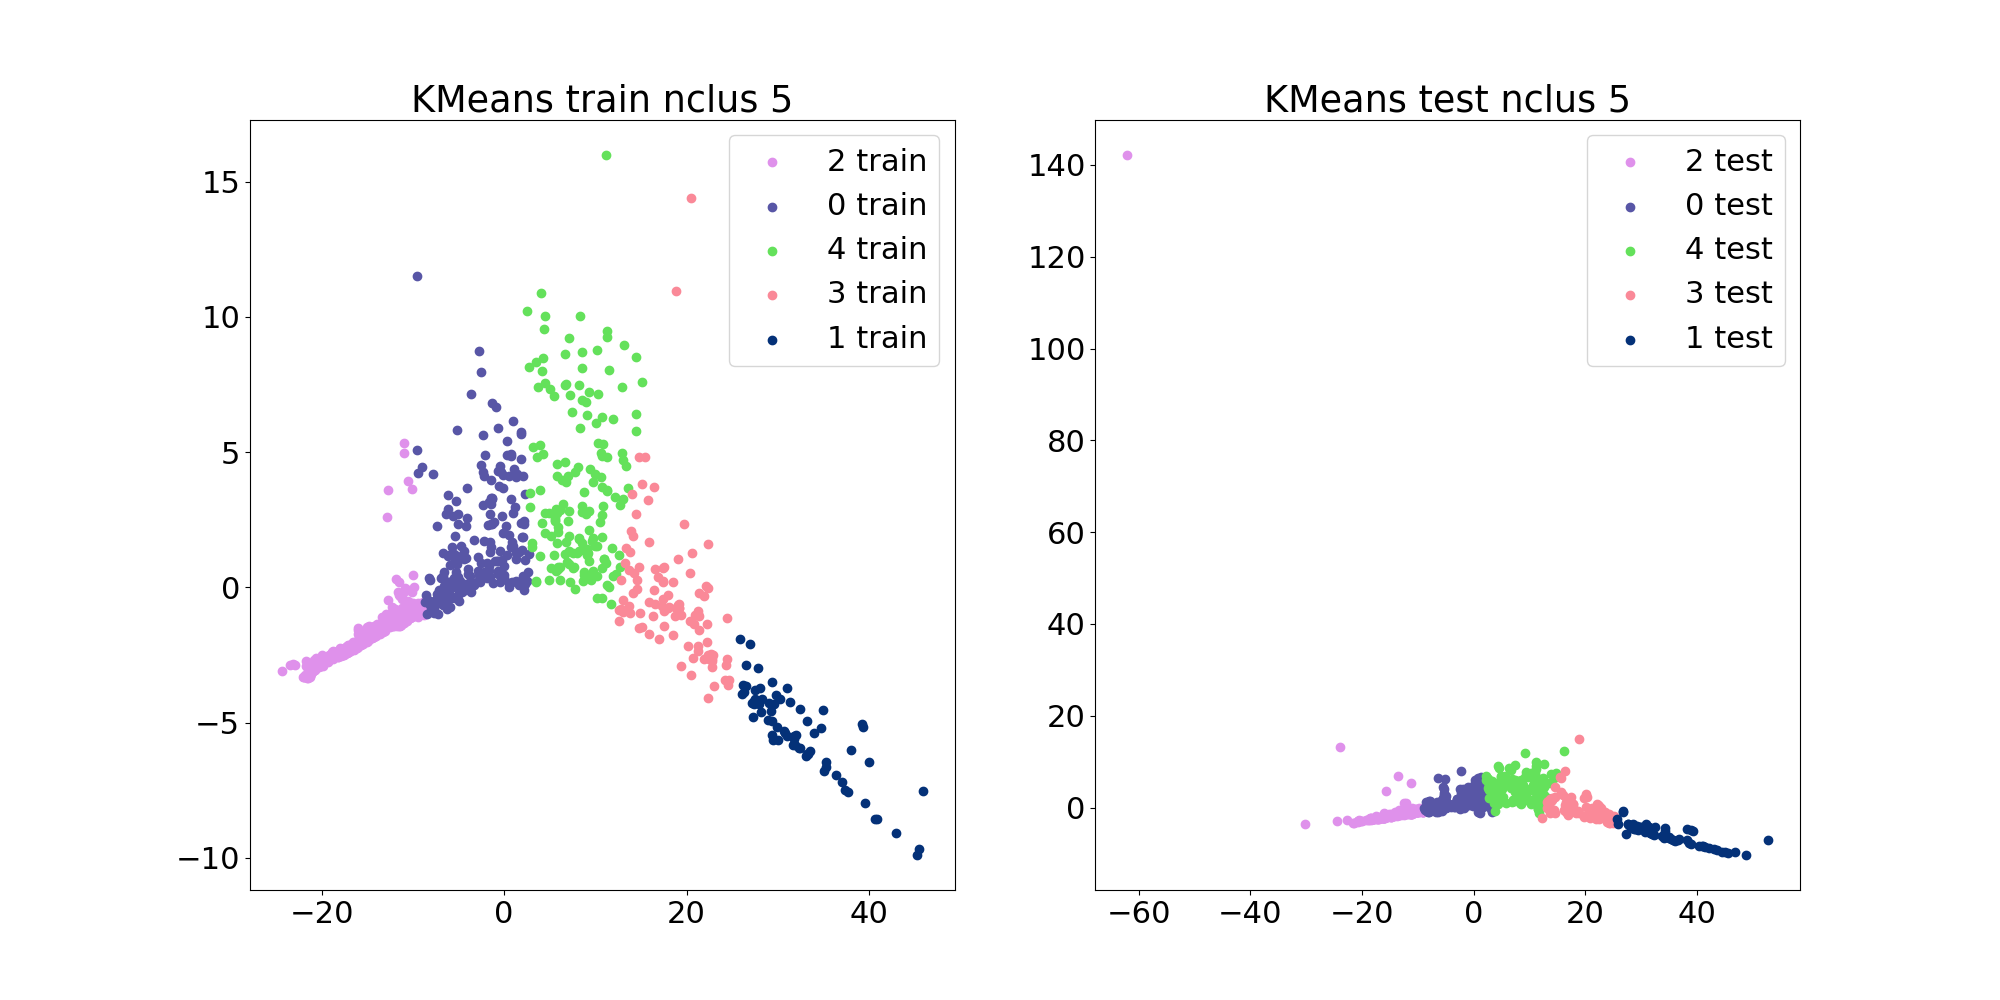 KMeans train nclus 5
2 train
0 train
4 train
3 train
1 train
15
10
5
0
−5
−10
−20
0
20
40
KMeans test nclus 5
2 test
0 test
4 test
3 test
1 test
140
120
100
80
60
40
20
0
−60
−40
−20
0
20
40